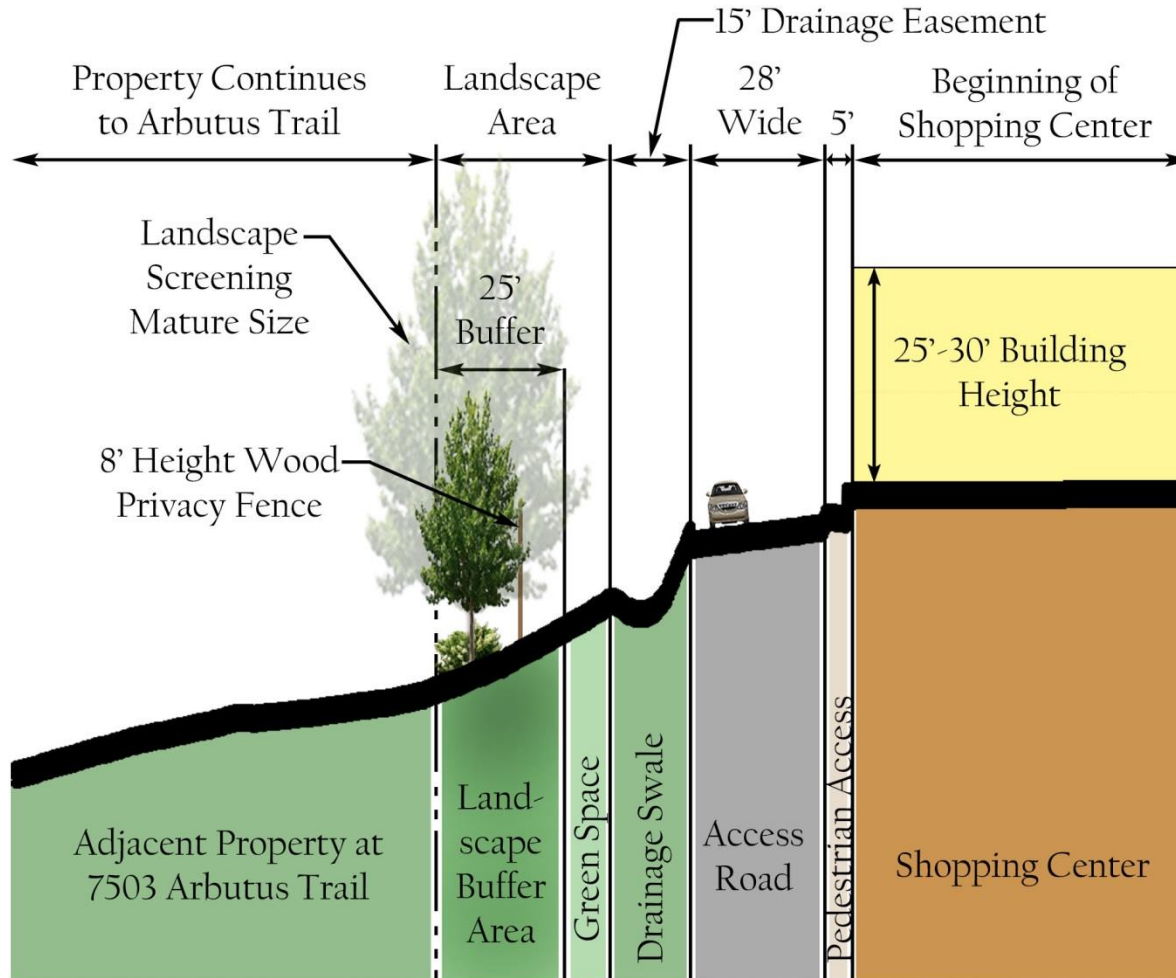 15’ Drainage Easement
Property Continues
to Arbutus Trail
Landscape
Area
28’
Wide
5’
Beginning of
Shopping Center
Landscape
Screening
Mature Size
25’
Buffer
25’-30’ Building
Height
8’ Height Wood
Privacy Fence
Adjacent Property at
7503 Arbutus Trail
Land-
scape
Buffer
Area
Green Space
Drainage Swale
Access
Road
Pedestrian Access
Shopping Center